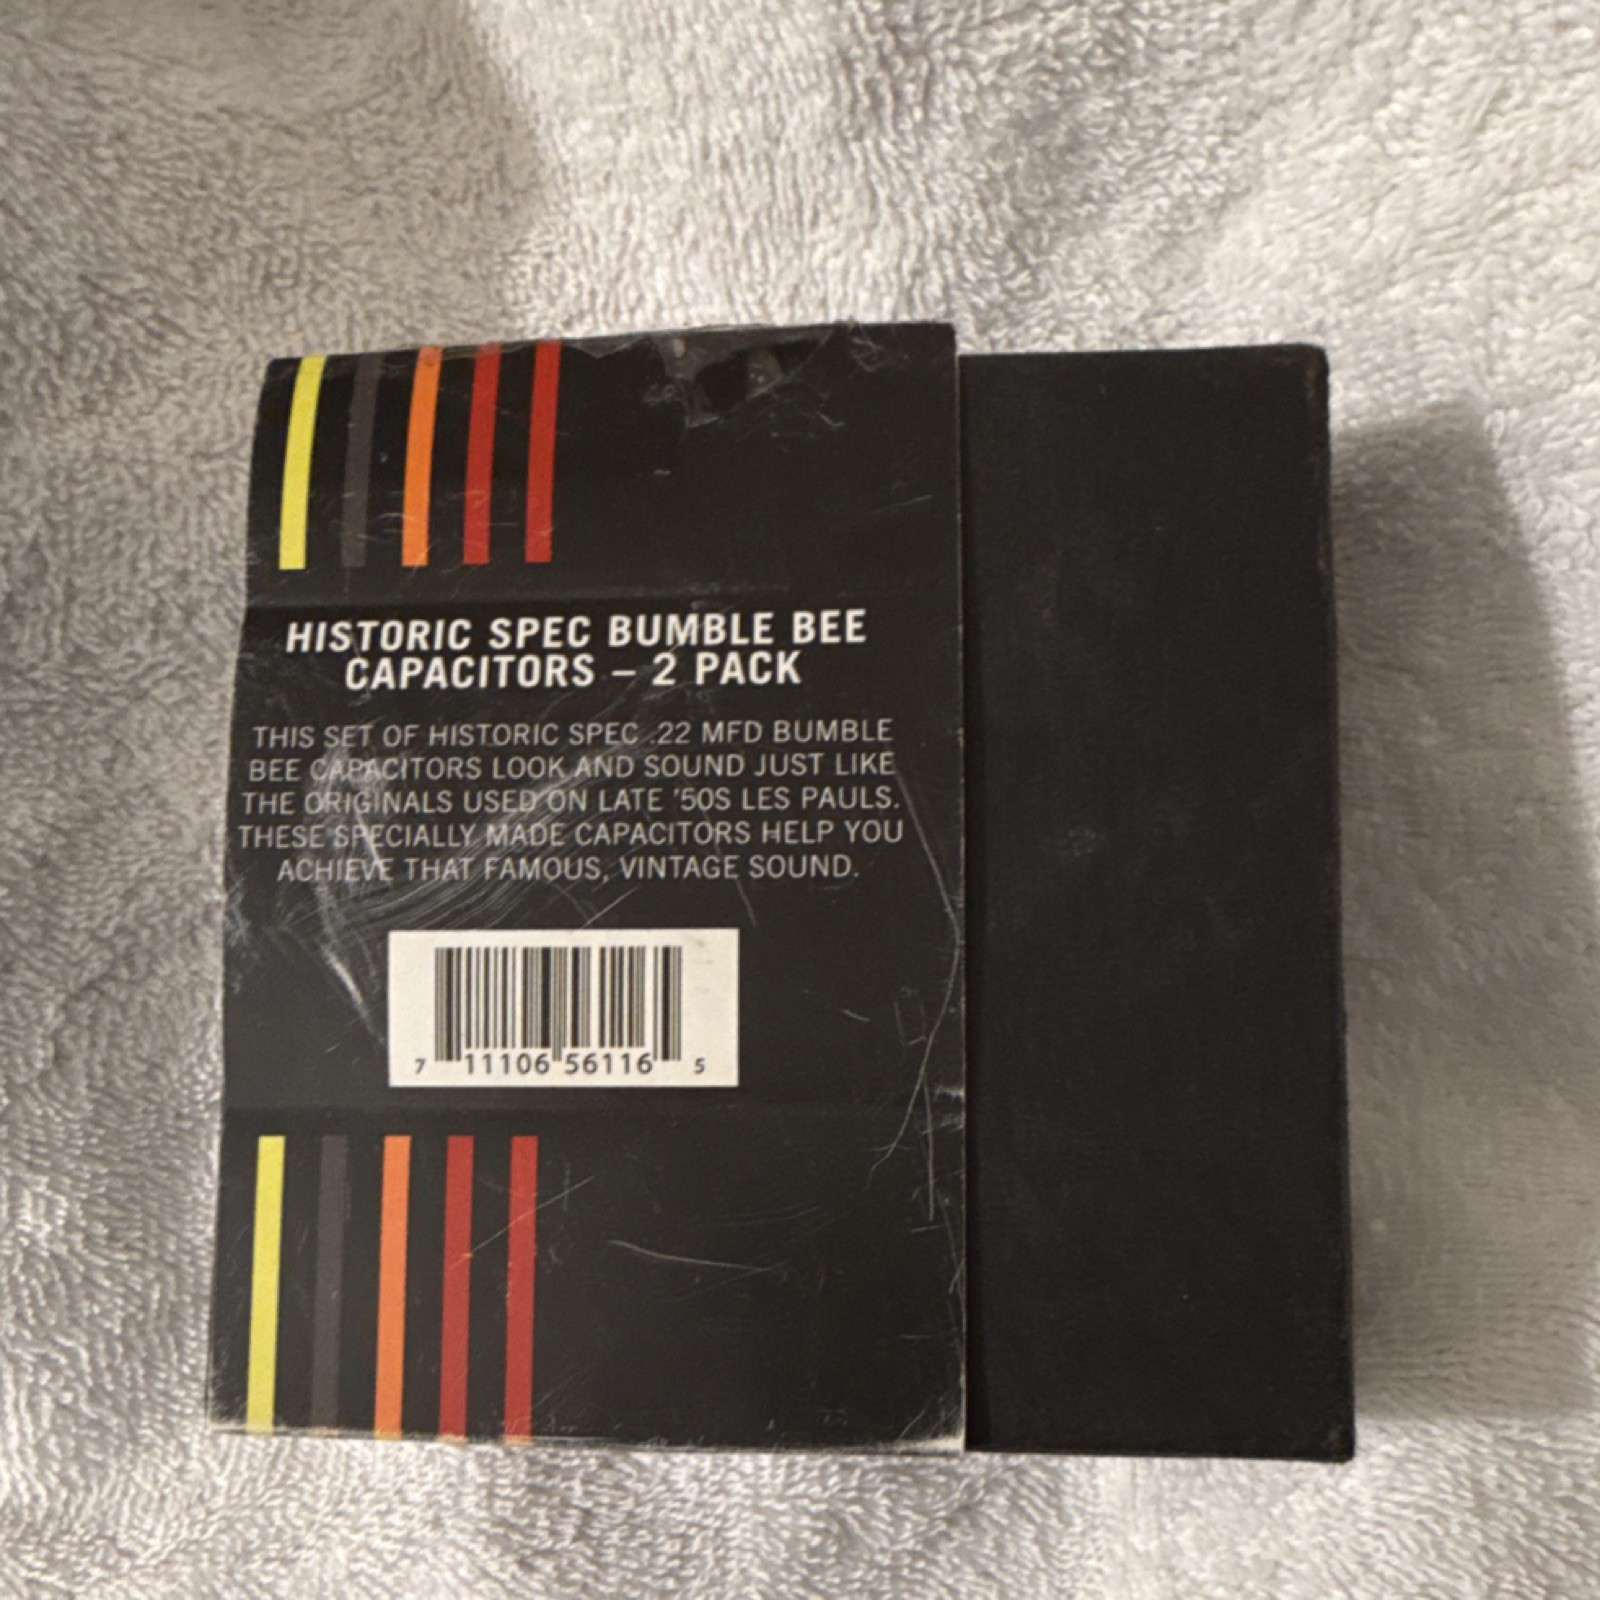 HISTORIC SPEC BUMBLE BEE
CAPACITORS – 2 PACK
THIS SET OF HISTORIC SPEC .22 MFD BUMBLE
BEE CAPACITORS LOOK AND SOUND JUST LIKE
THE ORIGINALS USED ON LATE '50S LES PAULS.
THESE SPECIALLY MADE CAPACITORS HELP YOU
ACHIEVE THAT FAMOUS, VINTAGE SOUND.
7 11106 56116 5